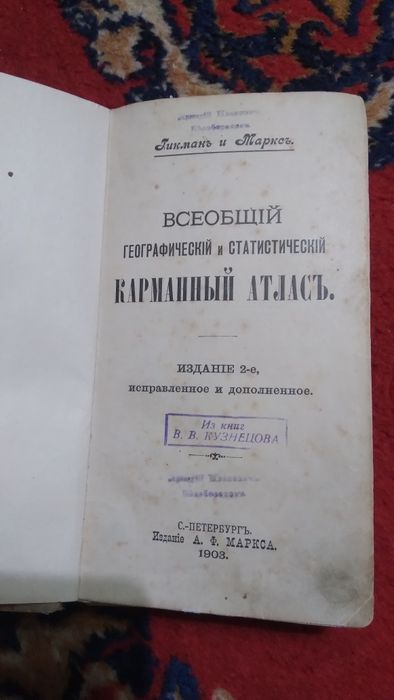 Гикманъ и Марксъ.
ВСЕОБЩІЙ
ГЕОГРАФИЧЕСКІЙ и СТАТИСТИЧЕСКІЙ
КАРМАННЫЙ АТЛАСЪ.
ИЗДАНІЕ 2-е,
исправленное и дополненное.
Из книг
В. В. КУЗНЕЦОВА
С.-ПЕТЕРБУРГЪ.
Изданіе А. Ф. МАРКСА.
1903.